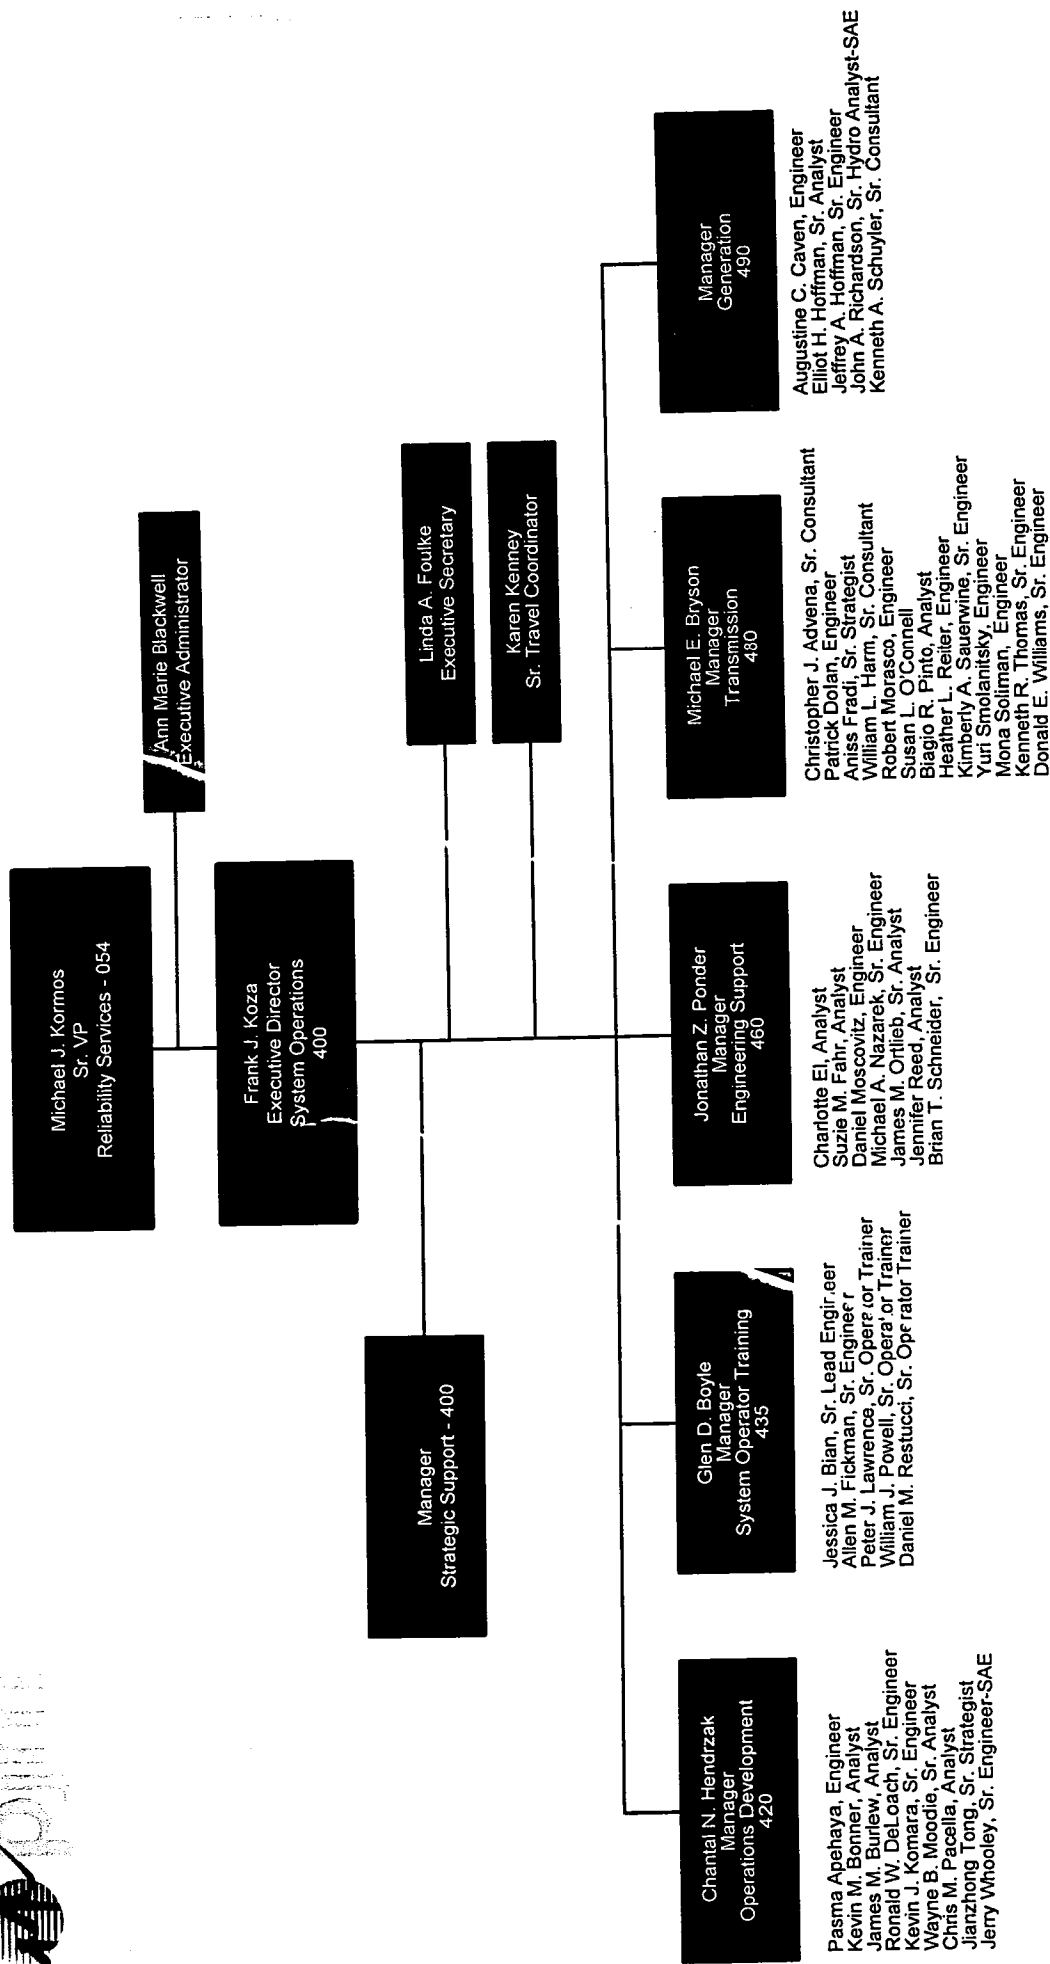 Michael J. Kormos
Sr. VP
Reliability Services - 054
Ann Marie Blackwell
Executive Administrator
Frank J. Koza
Executive Director
System Operations
400
Manager
Strategic Support - 400
Linda A. Foulke
Executive Secretary
Karen Kenney
Sr. Travel Coordinator
Chantal N. Hendrzak
Manager
Operations Development
420
Pasma Apehaya, Engineer
Kevin M. Bonner, Analyst
James M. Burlew, Analyst
Ronald W. DeLoach, Sr. Engineer
Kevin J. Komara, Sr. Engineer
Wayne B. Moodie, Sr. Analyst
Chris M. Pacella, Analyst
Jianzhong Tong, Sr. Strategist
Jerry Whooley, Sr. Engineer-SAE
Glen D. Boyle
Manager
System Operator Training
435
Jessica J. Bian, Sr. Lead Engineer
Allen M. Fickman, Sr. Engineer
Peter J. Lawrence, Sr. Operator Trainer
William J. Powell, Sr. Operator Trainer
Daniel M. Restucci, Sr. Operator Trainer
Jonathan Z. Ponder
Manager
Engineering Support
460
Charlotte El, Analyst
Suzie M. Fahr, Analyst
Daniel Moscovitz, Engineer
Michael A. Nazarek, Sr. Engineer
James M. Ortlieb, Sr. Analyst
Jennifer Reed, Analyst
Brian T. Schneider, Sr. Engineer
Michael E. Bryson
Manager
Transmission
480
Christopher J. Advena, Sr. Consultant
Patrick Dolan, Engineer
Aniss Fradi, Sr. Strategist
William L. Harm, Sr. Consultant
Robert Morasco, Engineer
Susan L. O'Connell
Biagio R. Pinto, Analyst
Heather L. Reiter, Engineer
Kimberly A. Sauerwine, Sr. Engineer
Yuri Smolanitsky, Engineer
Mona Soliman, Engineer
Kenneth R. Thomas, Sr. Engineer
Donald E. Williams, Sr. Engineer
Manager
Generation
490
Augustine C. Caven, Engineer
Elliot H. Hoffman, Sr. Analyst
Jeffrey A. Hoffman, Sr. Engineer
John A. Richardson, Sr. Hydro Analyst-SAE
Kenneth A. Schuyler, Sr. Consultant